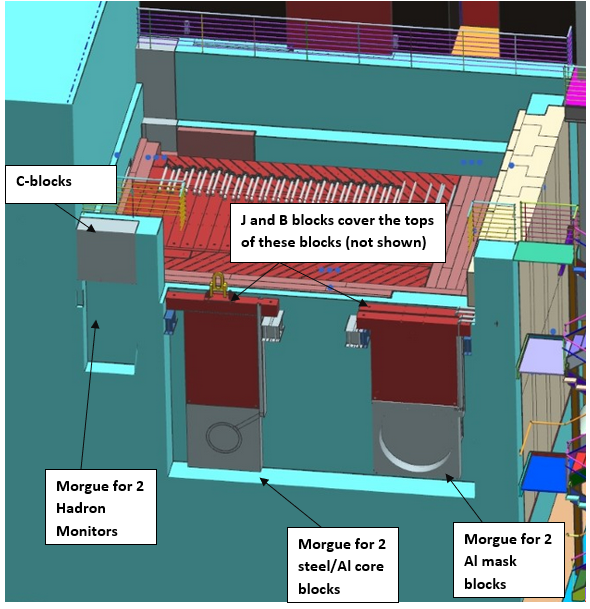 C-blocks
J and B blocks cover the tops
of these blocks (not shown)
Morgue for 2
Hadron
Monitors
Morgue for 2
steel/Al core
blocks
Morgue for 2
Al mask
blocks